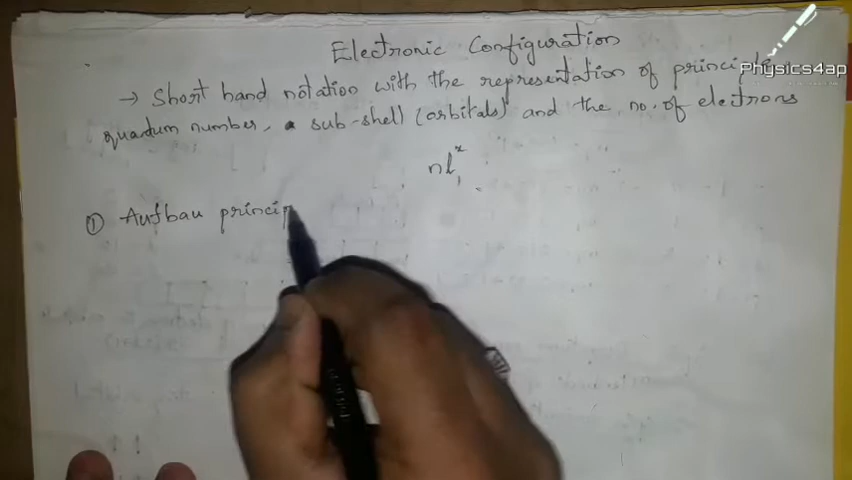 Electronic Configuration
Physics4ap
→ Short hand notation with the representation of principle
quantum number, sub-shell (orbitals) and the no. of electrons
nlˣ
① Aufbau princip